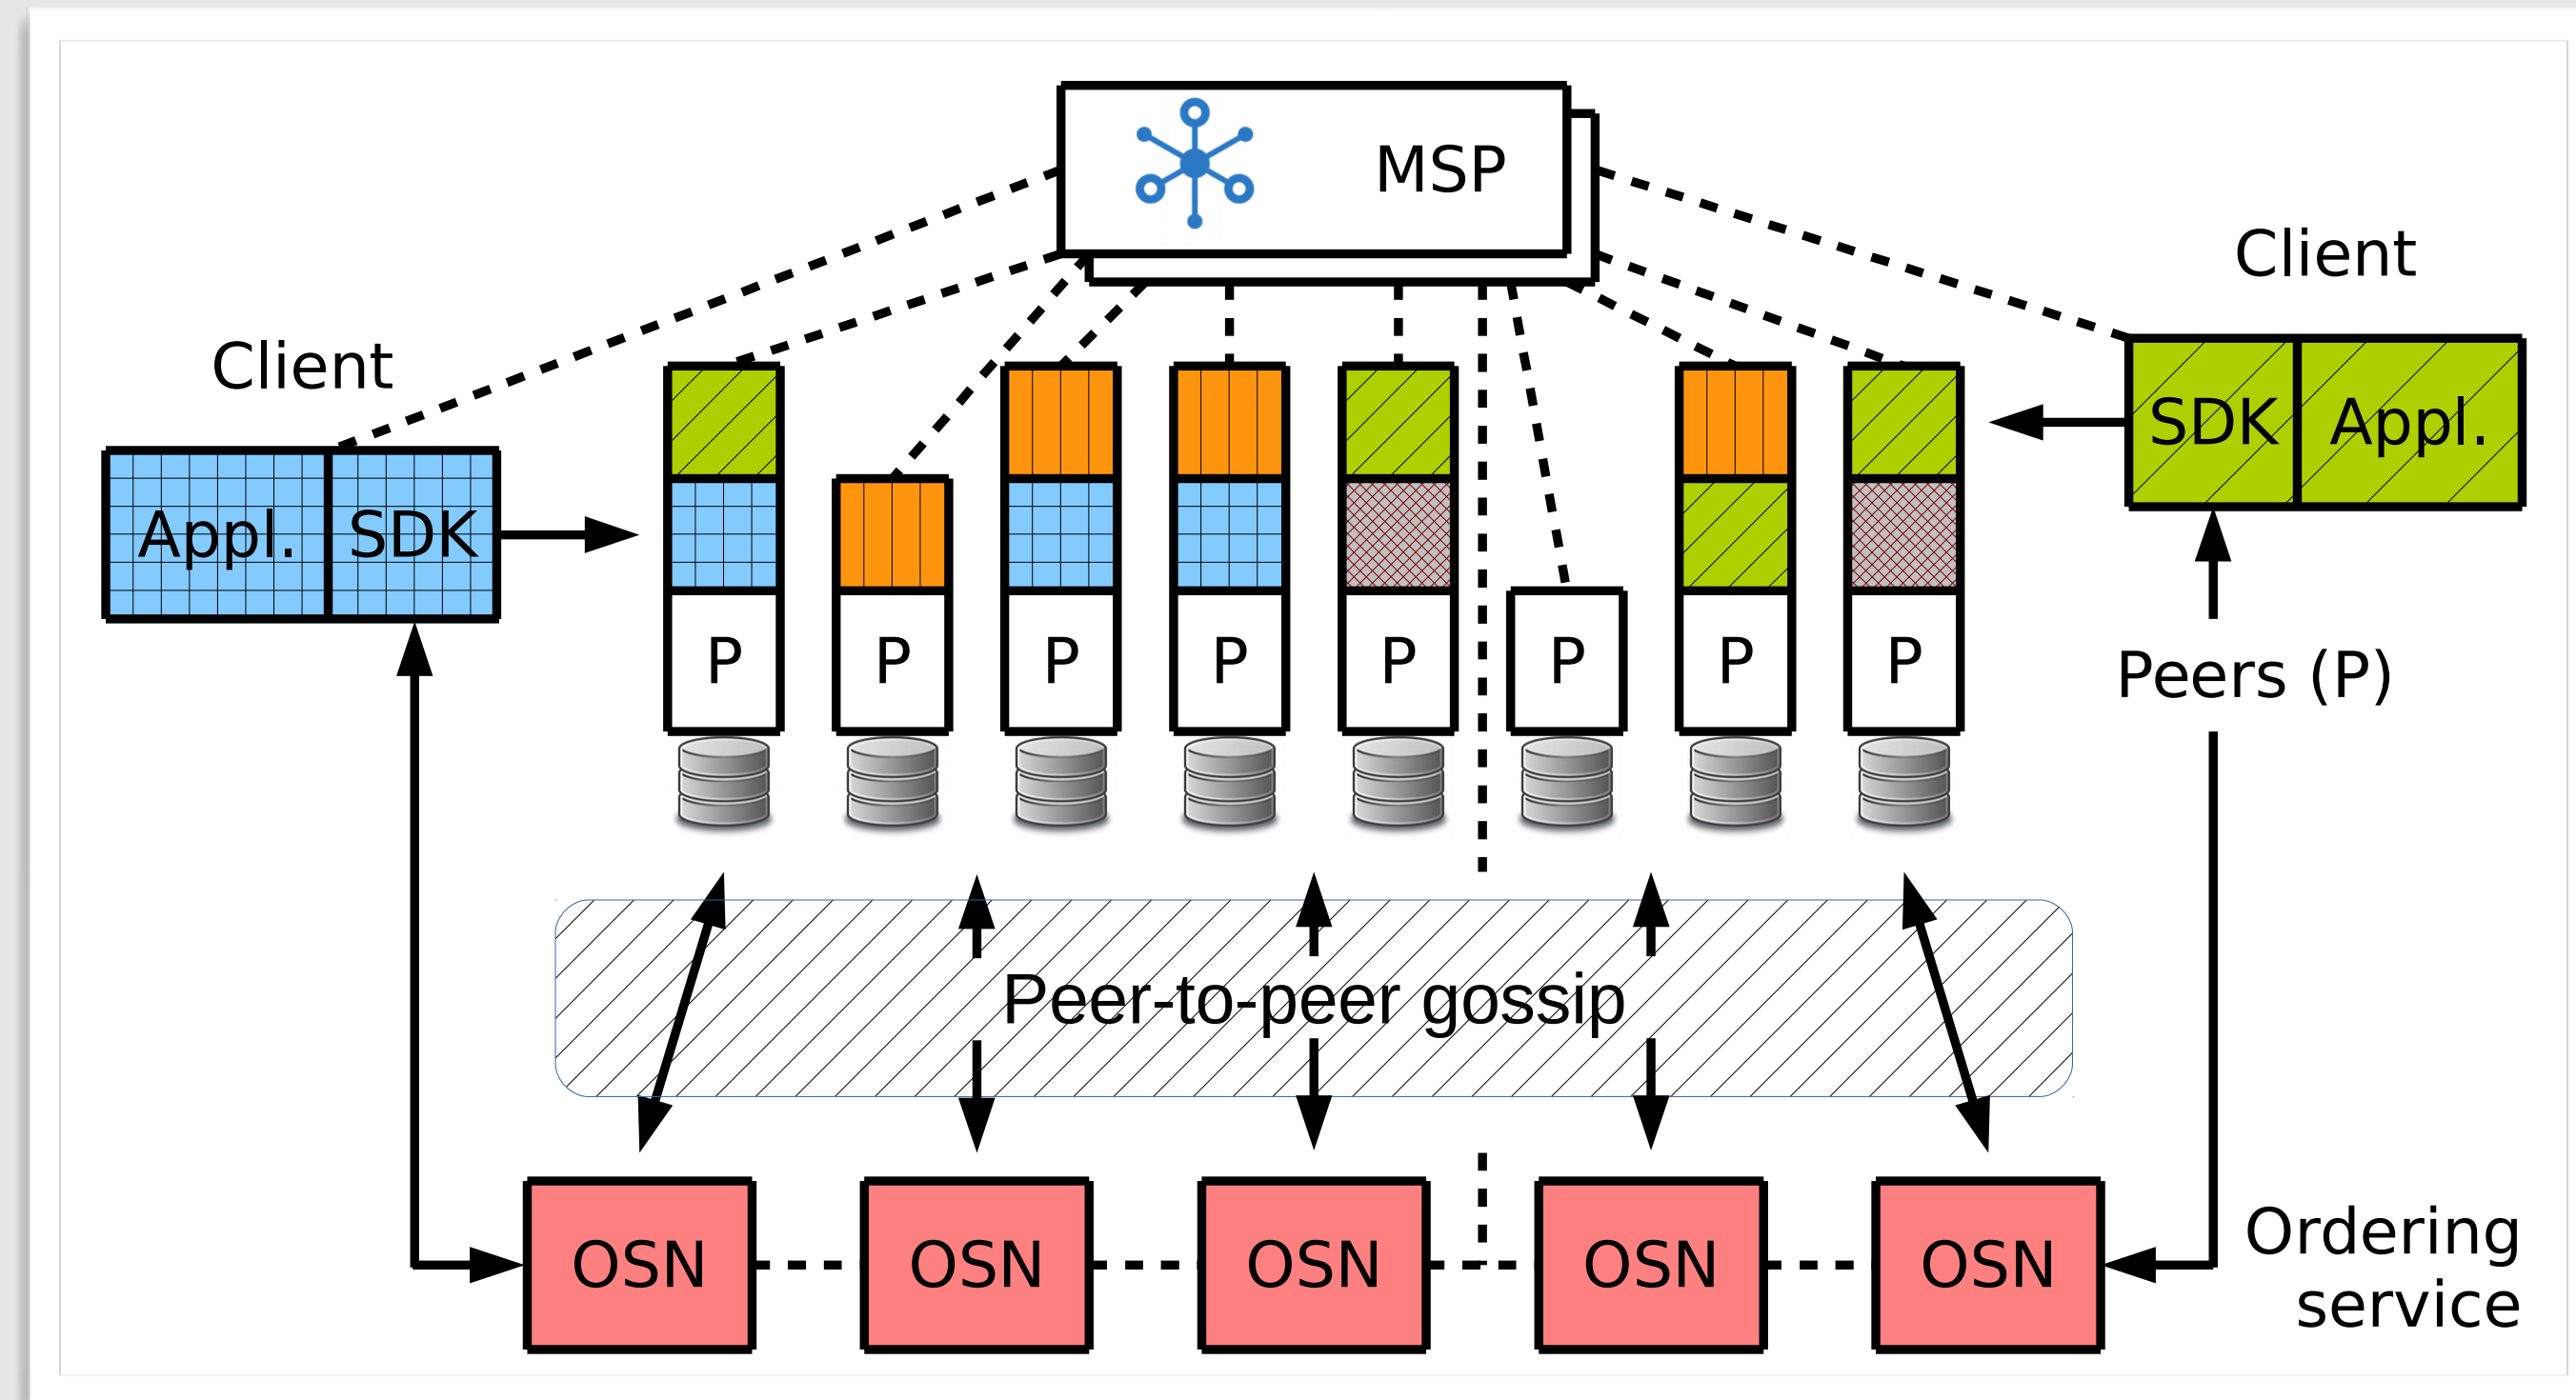 MSP
Client
Client
SDK Appl.
Appl. SDK
P P P P P P P P
Peers (P)
Peer-to-peer gossip
OSN OSN OSN OSN OSN
Ordering
service